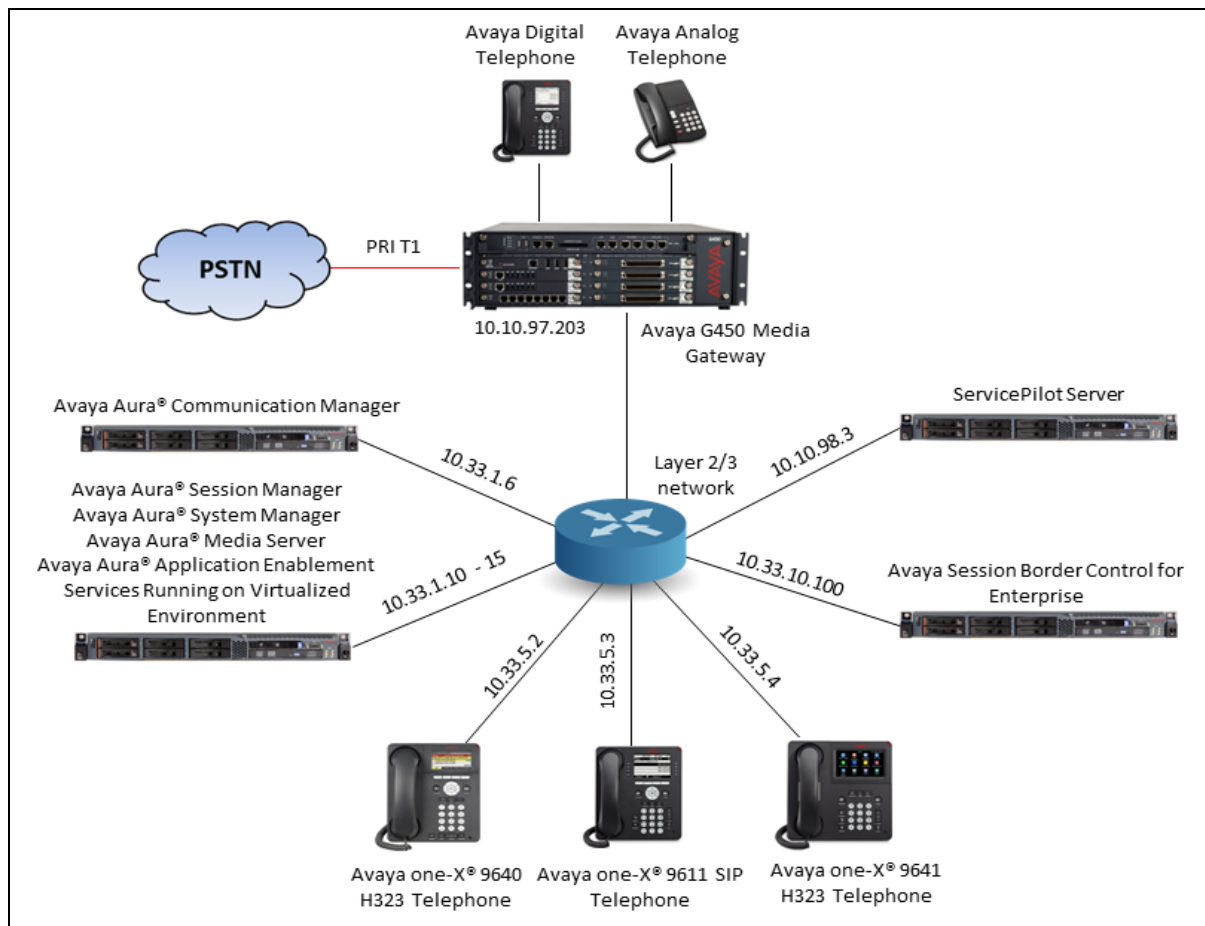 Avaya Digital
Telephone
Avaya Analog
Telephone
PSTN
PRI T1
AVAYA
10.10.97.203
Avaya G450 Media
Gateway
Avaya Aura® Communication Manager
10.33.1.6
ServicePilot Server
10.10.98.3
Layer 2/3
network
Avaya Aura® Session Manager
Avaya Aura® System Manager
Avaya Aura® Media Server
Avaya Aura® Application Enablement
Services Running on Virtualized
Environment
10.33.1.10 - 15
10.33.10.100
Avaya Session Border Control for
Enterprise
10.33.5.2
10.33.5.3
10.33.5.4
Avaya one-X® 9640
H323 Telephone
Avaya one-X® 9611 SIP
Telephone
Avaya one-X® 9641
H323 Telephone